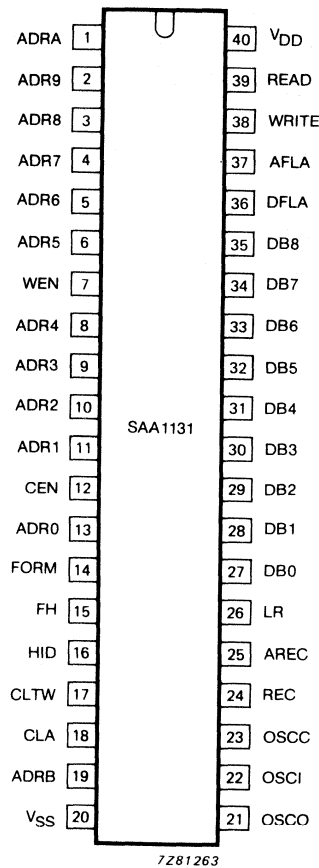 ADRA 1 40 VDD
ADR9 2 39 READ
ADR8 3 38 WRITE
ADR7 4 37 AFLA
ADR6 5 36 DFLA
ADR5 6 35 DB8
WEN 7 34 DB7
ADR4 8 33 DB6
ADR3 9 32 DB5
ADR2 10 31 DB4
SAA1131
ADR1 11 30 DB3
CEN 12 29 DB2
ADR0 13 28 DB1
FORM 14 27 DB0
FH 15 26 LR
HID 16 25 AREC
CLTW 17 24 REC
CLA 18 23 OSCC
ADRB 19 22 OSCI
VSS 20 21 OSCO
7Z81263